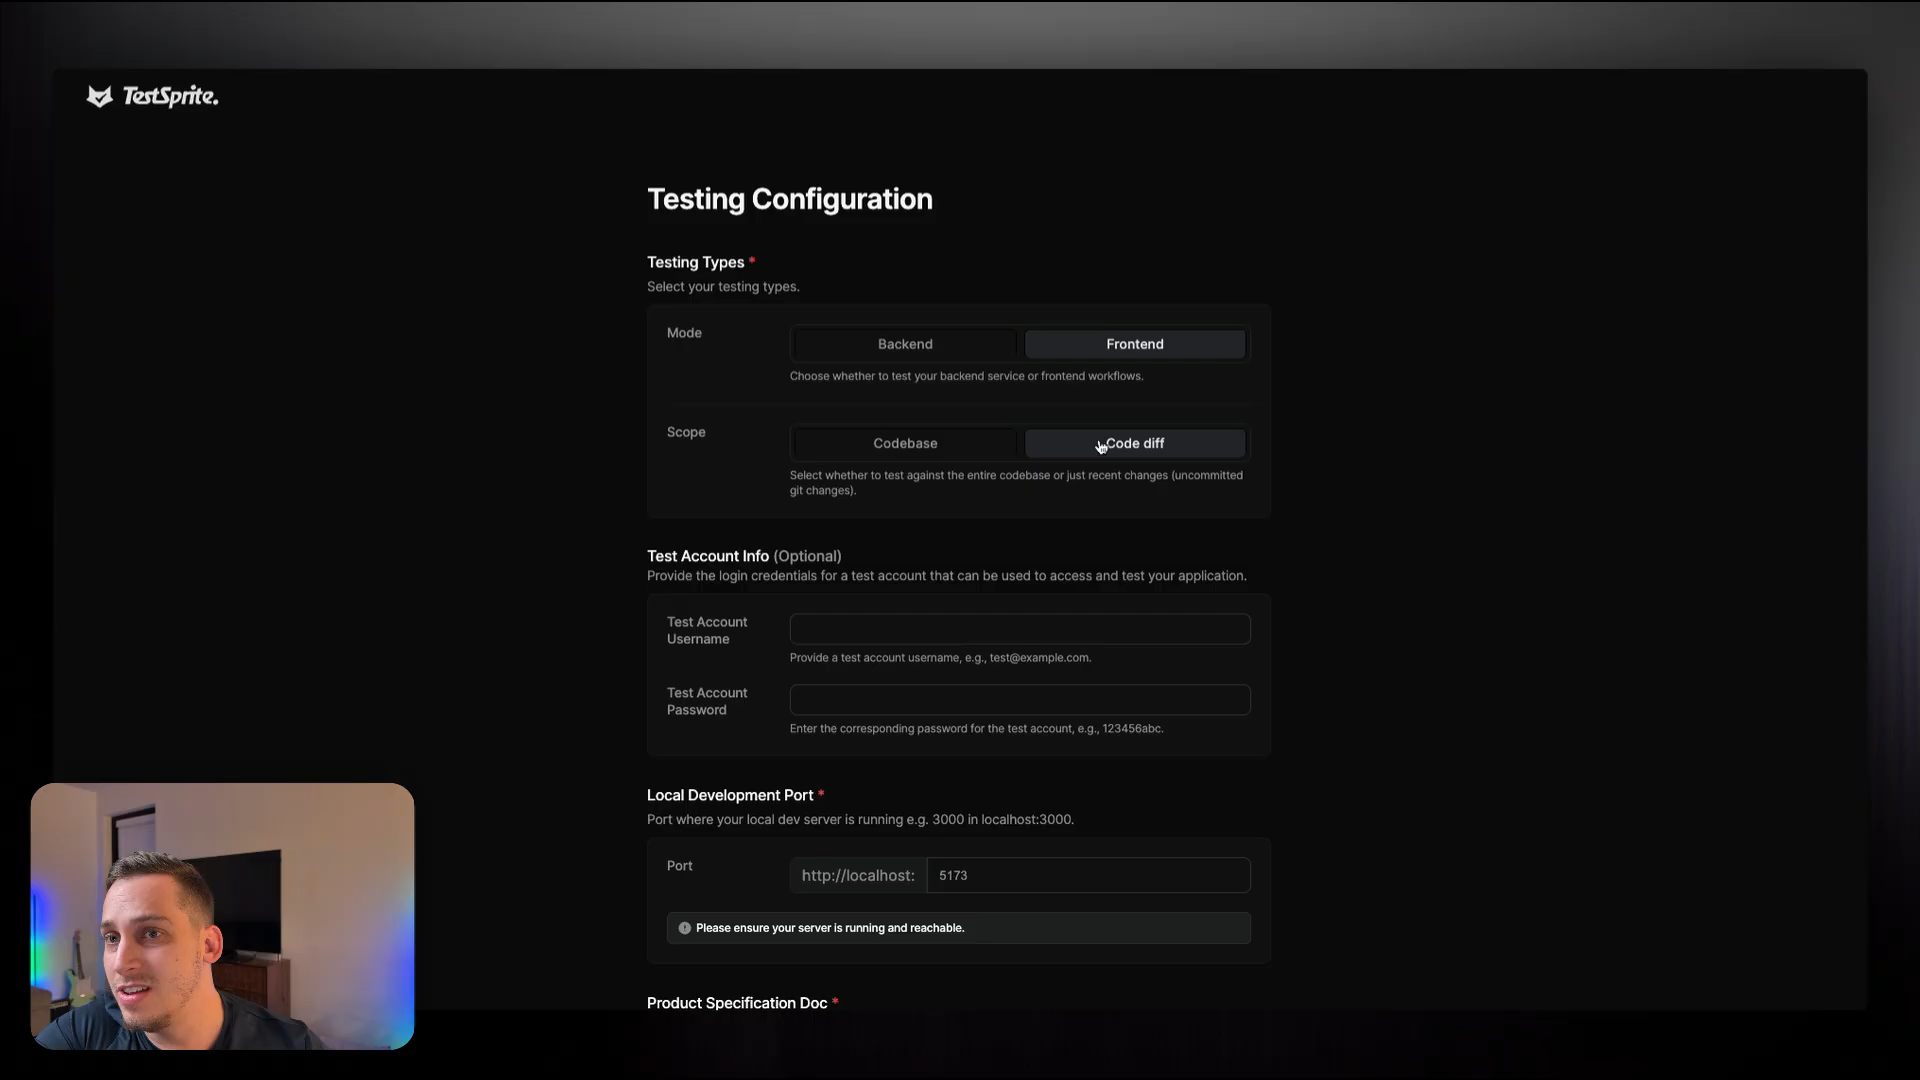 TestSprite.
Testing Configuration
Testing Types *
Select your testing types.
Mode
Backend
Frontend
Choose whether to test your backend service or frontend workflows.
Scope
Codebase
Code diff
Select whether to test against the entire codebase or just recent changes (uncommitted
git changes).
Test Account Info (Optional)
Provide the login credentials for a test account that can be used to access and test your application.
Test Account
Username
Provide a test account username, e.g., test@example.com.
Test Account
Password
Enter the corresponding password for the test account, e.g., 123456abc.
Local Development Port *
Port where your local dev server is running e.g. 3000 in localhost:3000.
Port
http://localhost:
5173
Please ensure your server is running and reachable.
Product Specification Doc *